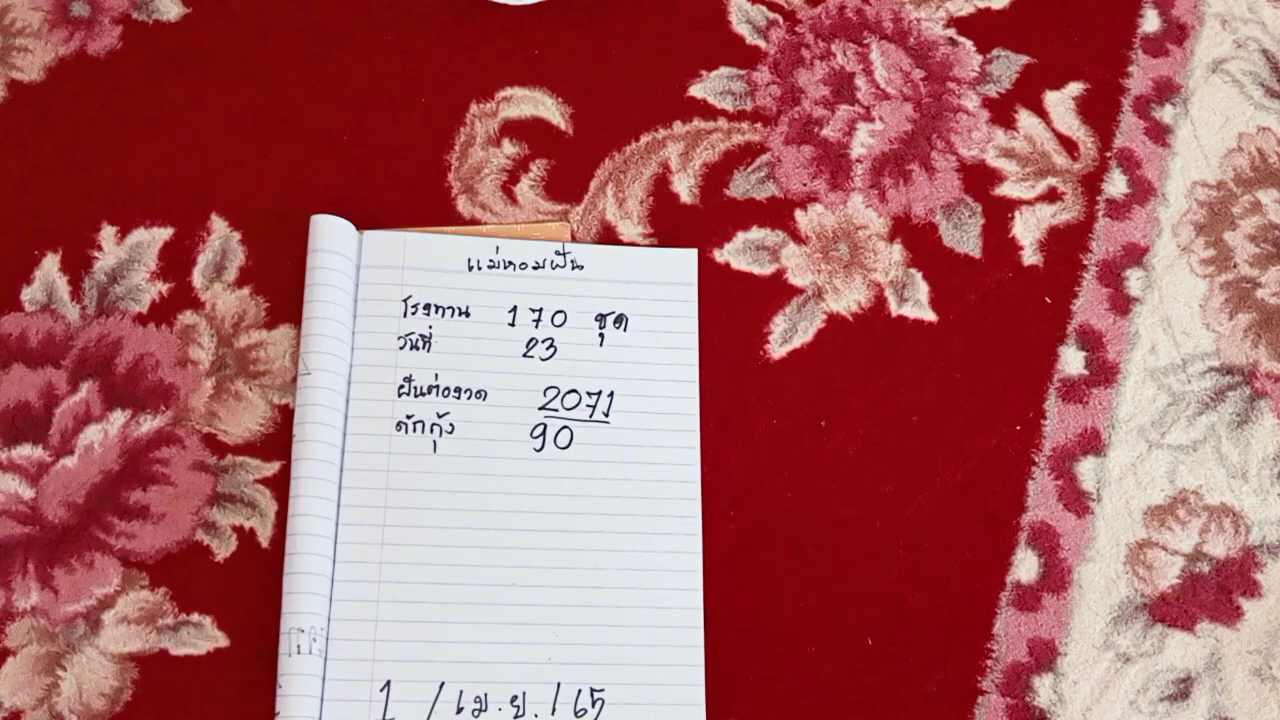 แม่หอมฝัน
โรงทาน 170 ชุด
วันที่ 23
ฝันต่องวด 2071
ดักกุ้ง 90
1 / เม.ย. / 65